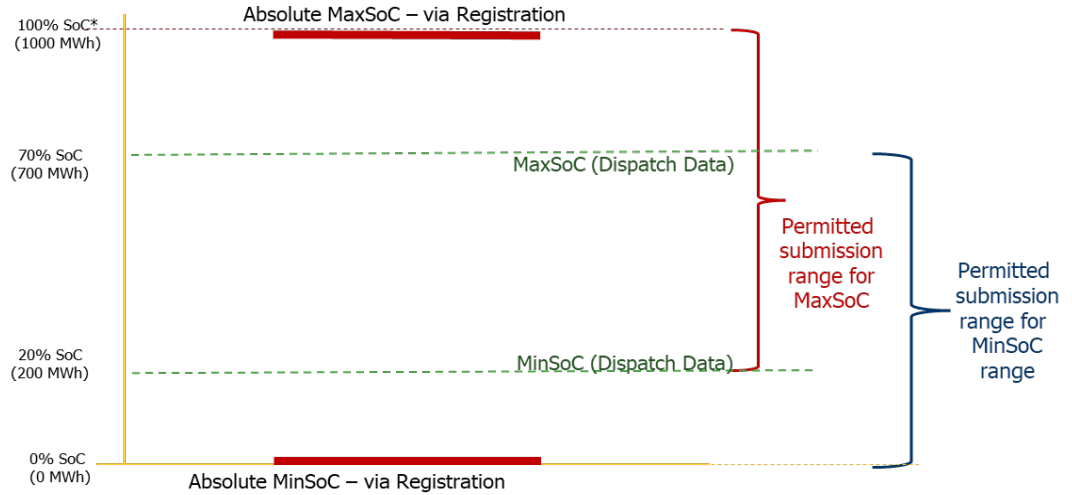 Absolute MaxSoC – via Registration
100% SoC*
(1000 MWh)
70% SoC
(700 MWh)
MaxSoC (Dispatch Data)
Permitted
submission
range for
MaxSoC
Permitted
submission
range for
MinSoC
range
20% SoC
(200 MWh)
MinSoC (Dispatch Data)
0% SoC
(0 MWh)
Absolute MinSoC – via Registration